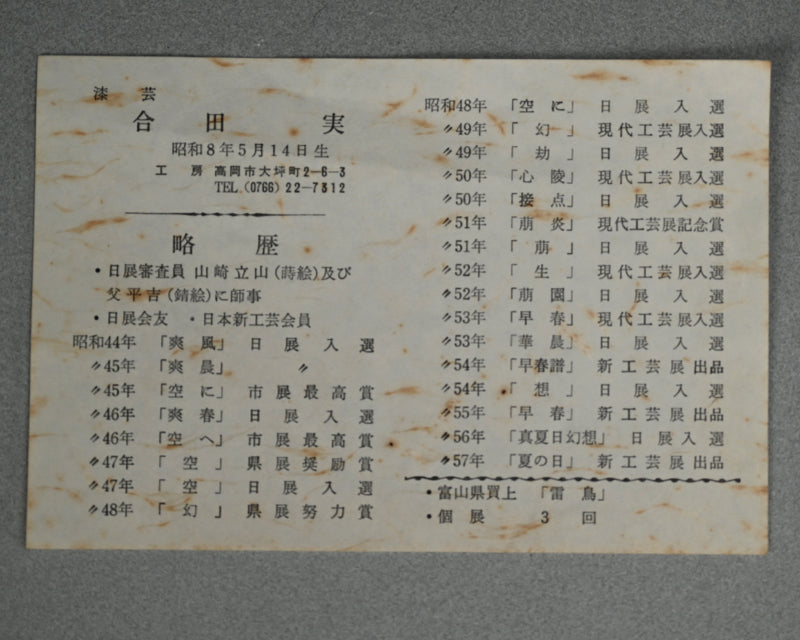 漆芸
合田 実
昭和8年5月14日生
工房 高岡市大坪町2-6-3
TEL (0766) 22-7312
略歴
・日展審査員 山崎立山(蒔絵)及び
父平吉(錆絵)に師事
・日展会友 ・日本新工芸会員
昭和44年「爽風」日展入選
〃45年「爽晨」 〃
〃45年「空に」市展最高賞
〃46年「爽春」日展入選
〃46年「空へ」市展最高賞
〃47年「空」県展奨励賞
〃47年「空」日展入選
〃48年「幻」県展努力賞
昭和48年「空に」日展入選
〃49年「幻」現代工芸展入選
〃49年「劫」日展入選
〃50年「心陵」現代工芸展入選
〃50年「接点」日展入選
〃51年「萠炎」現代工芸展記念賞
〃51年「萠」日展入選
〃52年「生」現代工芸展入選
〃52年「萠園」日展入選
〃53年「早春」現代工芸展入選
〃53年「華晨」日展入選
〃54年「早春譜」新工芸展出品
〃54年「想」日展入選
〃55年「早春」新工芸展出品
〃56年「真夏日幻想」日展入選
〃57年「夏の日」新工芸展出品
・富山県買上「雷鳥」
・個展 3回